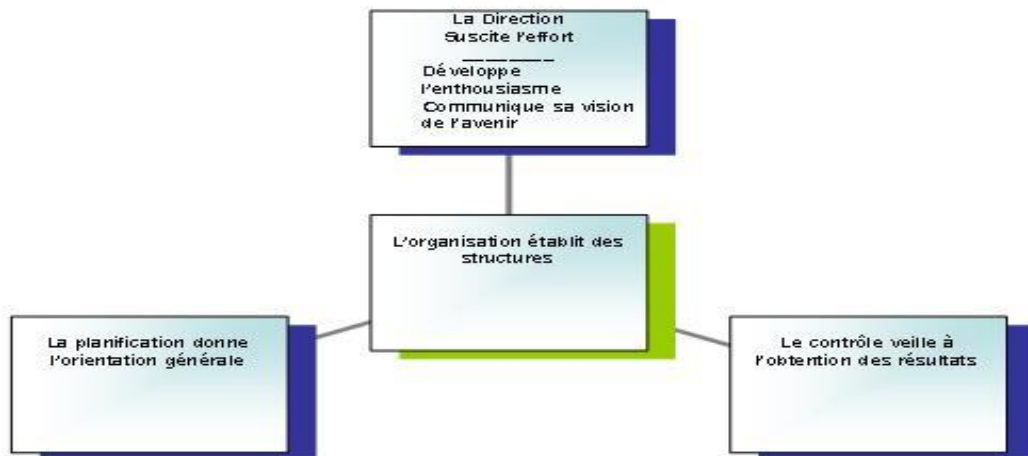 La Direction
Suscite l'effort
Développe
l'enthousiasme
Communique sa vision
de l'avenir
L'organisation établit des
structures
La planification donne
l'orientation générale
Le contrôle veille à
l'obtention des résultats